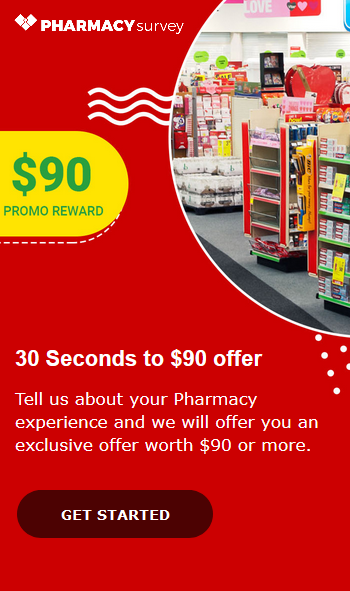 LOVE
PHARMACY survey
$90
PROMO REWARD
30 Seconds to $90 offer
Tell us about your Pharmacy
experience and we will offer you an
exclusive offer worth $90 or more.
GET STARTED